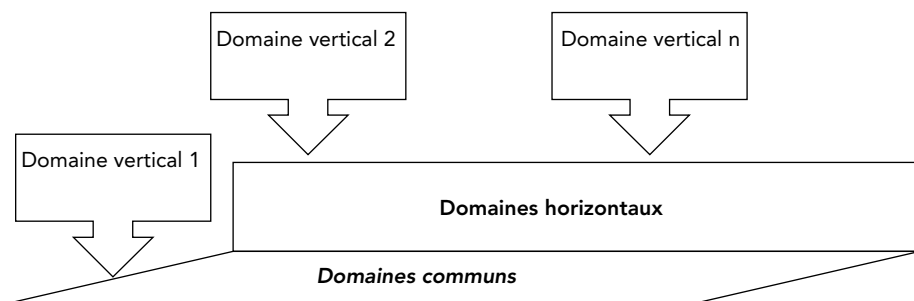 Domaine vertical 2
Domaine vertical n
Domaine vertical 1
Domaines horizontaux
Domaines communs